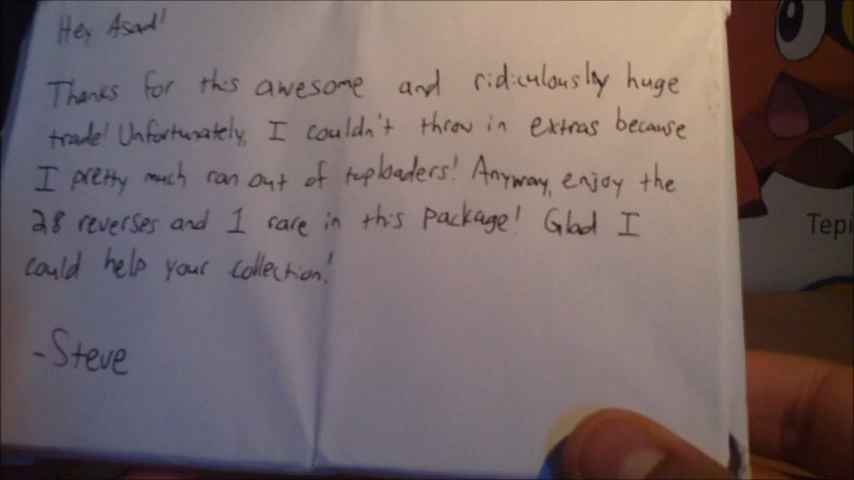 Hey Asad!
Thanks for this awesome and ridiculously huge
trade! Unfortunately, I couldn't throw in extras because
I pretty much ran out of toploaders! Anyway, enjoy the
28 reverses and 1 rare in this package! Glad I
could help your collection!
-Steve
Tepi